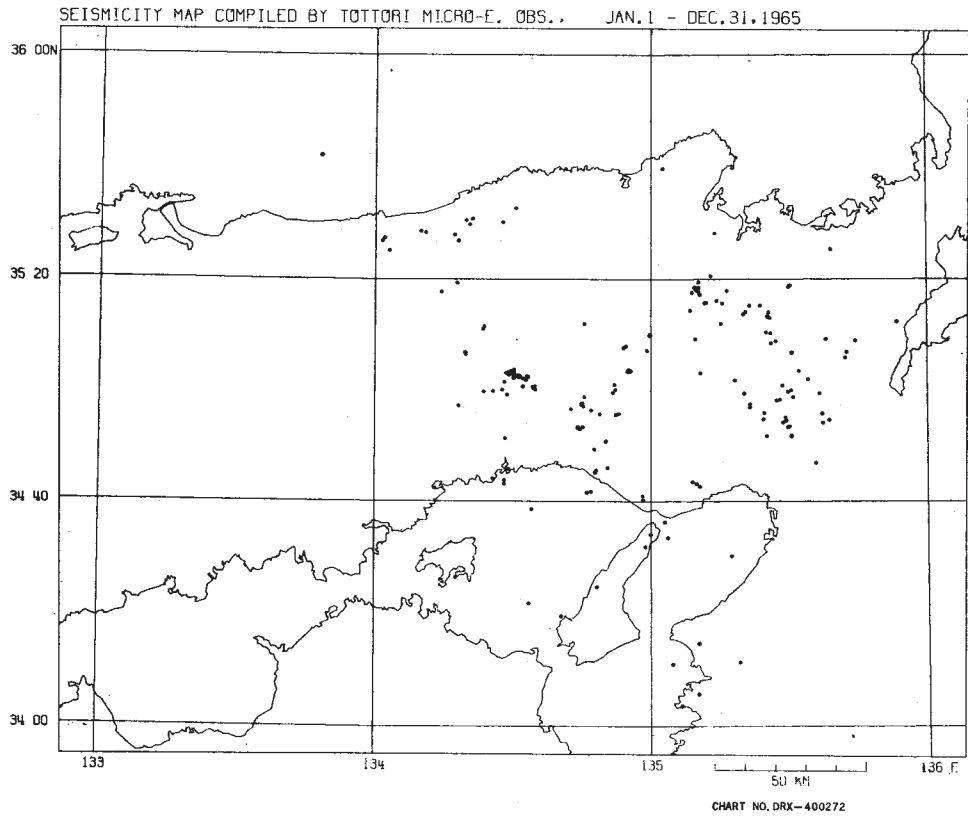 SEISMICITY MAP COMPILED BY TOTTORI MICRO-E. OBS., JAN.1 - DEC.31,1965
36 00N
35 20
34 40
34 00
133
134
135
136 E
50 KM
CHART NO. DRX-400272